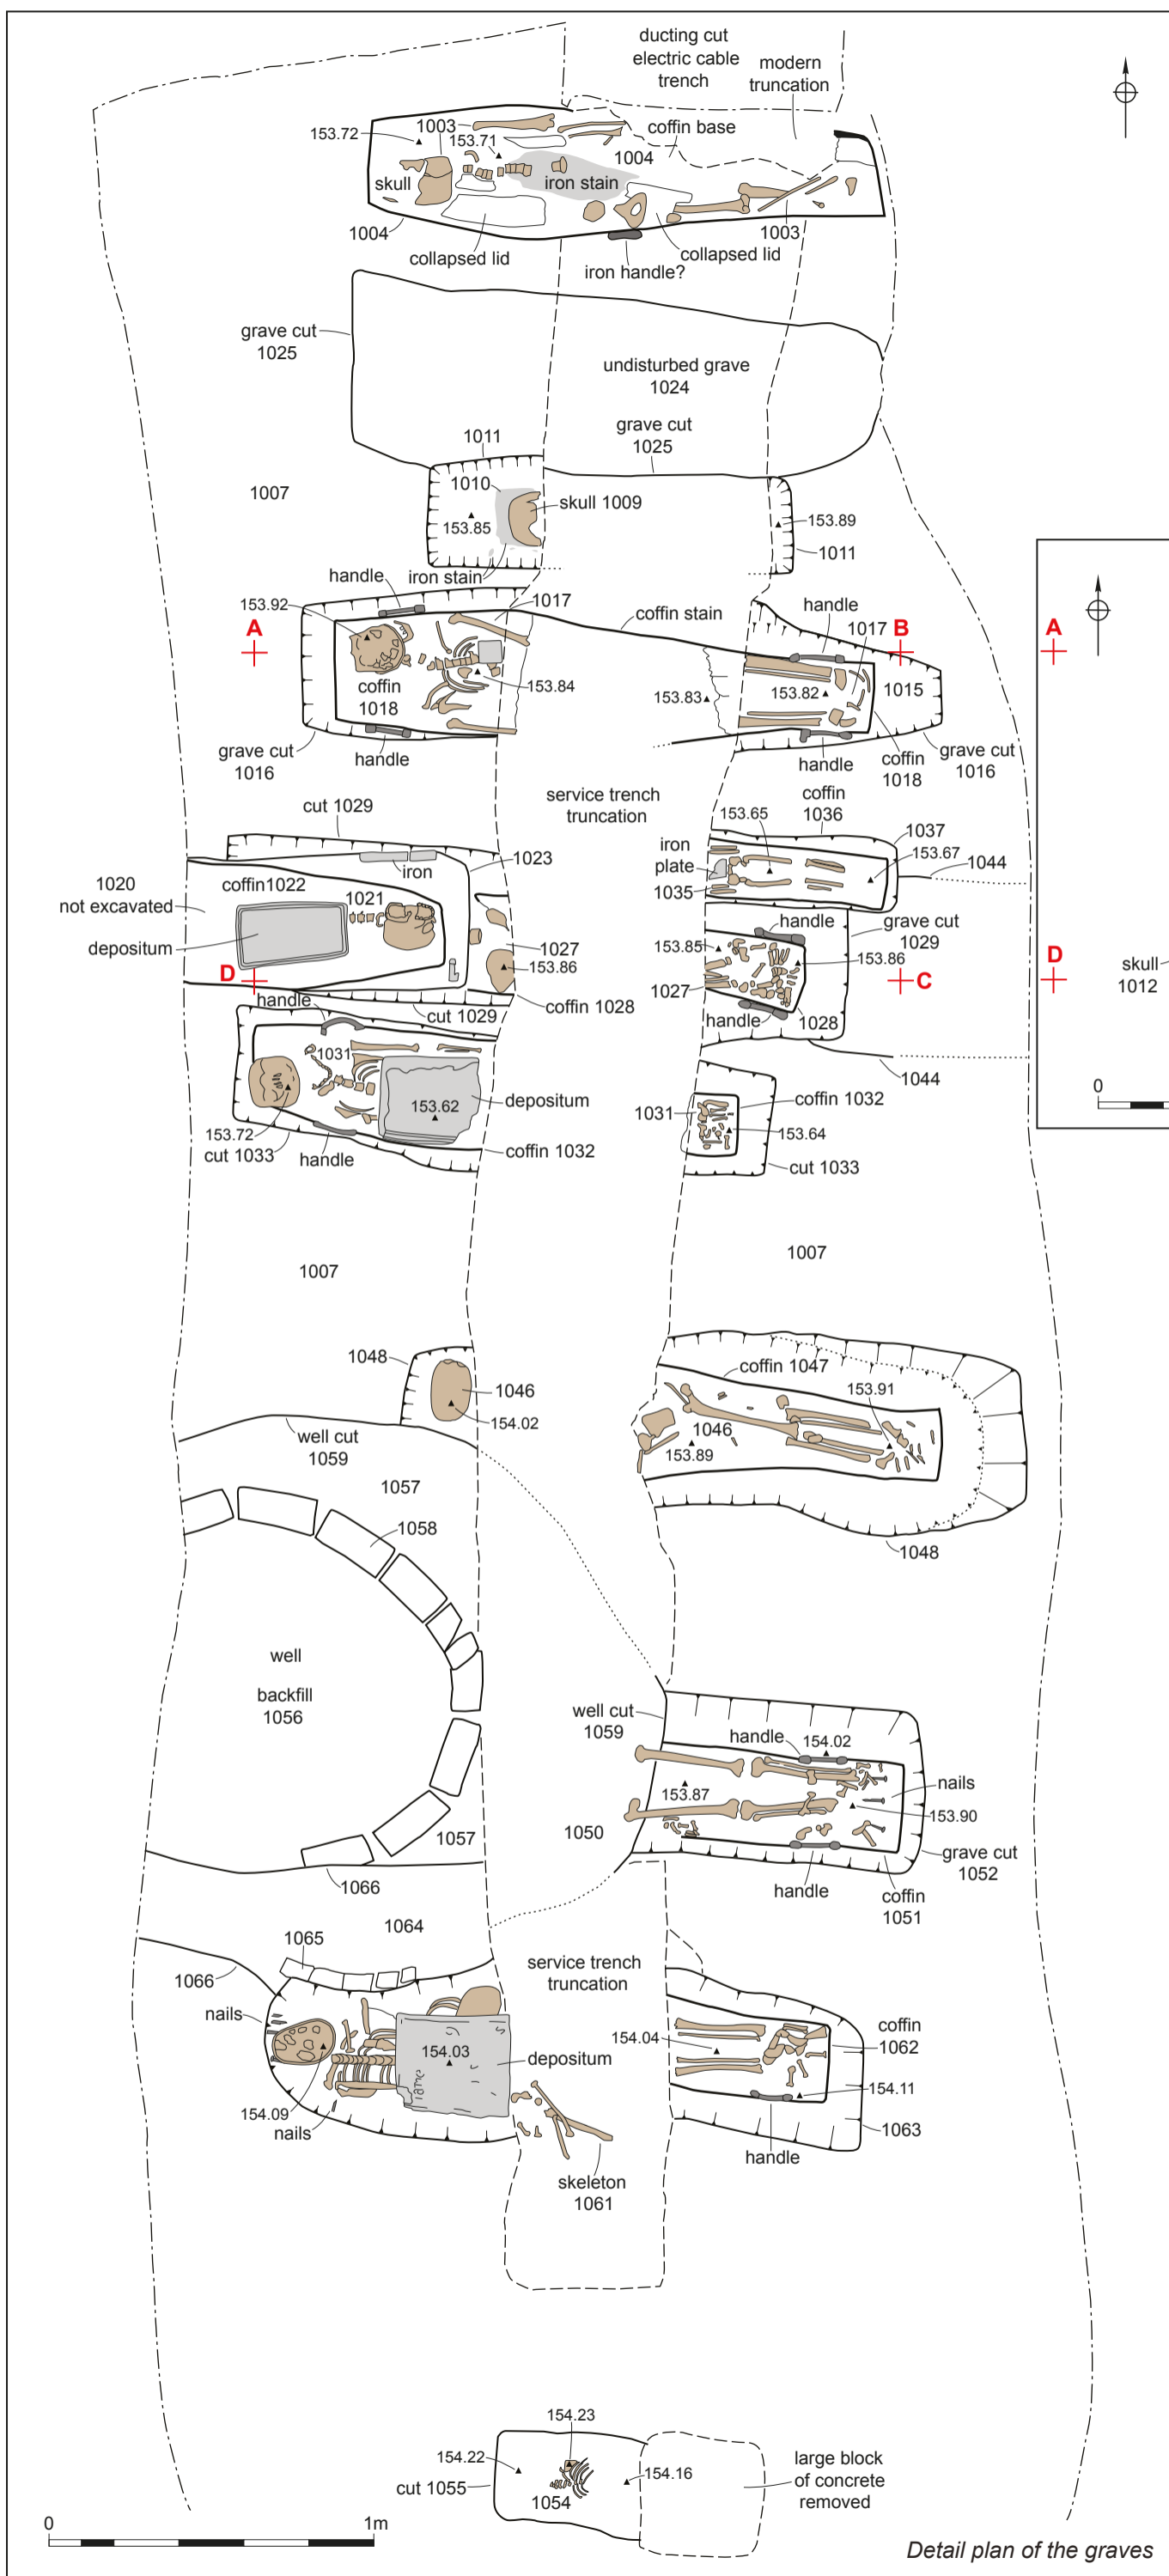 ducting cut
electric cable
trench
modern
truncation
153.72
1003
153.71
coffin base
1004
skull
iron stain
1004
1003
collapsed lid
collapsed lid
iron handle?
grave cut
1025
undisturbed grave
1024
grave cut
1025
1011
1007
1010
skull 1009
153.85
153.89
1011
iron stain
handle
153.92
1017
coffin stain
handle
A
1017
B
A
153.84
coffin
1018
153.83
153.82
1015
grave cut
1016
handle
handle
coffin
1018
grave cut
1016
service trench
truncation
cut 1029
coffin
1036
153.65
1037
iron
plate
153.67
1044
1023
iron
1020
not excavated
coffin1022
1021
1035
depositum
handle
grave cut
1029
1027
153.85
153.86
153.86
D
1027
C
D
skull
1012
handle
coffin 1028
cut 1029
handle
1028
1031
1044
0
153.62
depositum
1031
coffin 1032
153.64
153.72
cut 1033
handle
coffin 1032
cut 1033
1007
1007
1048
coffin 1047
1046
153.91
154.02
1046
153.89
well cut
1059
1057
1058
1048
well
backfill
1056
well cut
1059
handle
154.02
nails
153.87
153.90
1057
1050
grave cut
1052
1066
handle
coffin
1051
1064
1065
service trench
truncation
1066
nails
coffin
1062
154.04
154.03
depositum
154.11
154.09
nails
1063
handle
skeleton
1061
154.23
154.22
154.16
large block
of concrete
removed
cut 1055
1054
0
1m
Detail plan of the graves